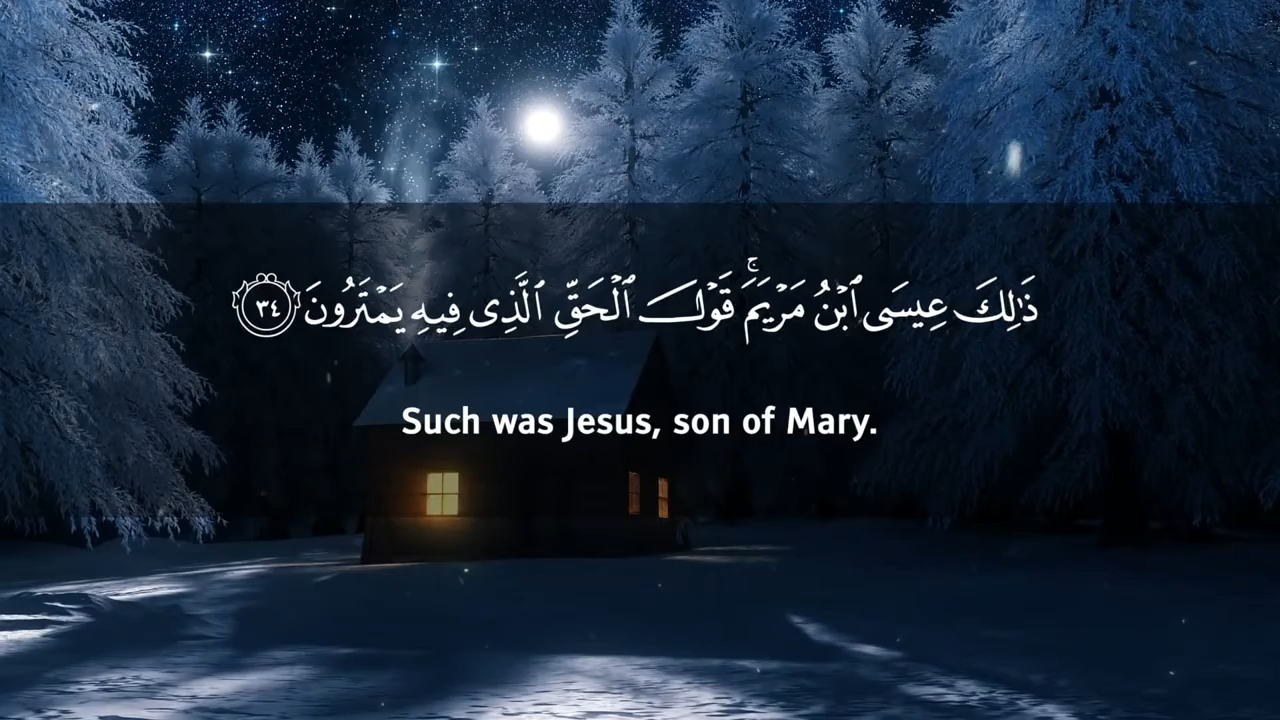 ذَٰلِكَ عِيسَى ٱبْنُ مَرْيَمَ ۚ قَوْلَ ٱلْحَقِّ ٱلَّذِى فِيهِ يَمْتَرُونَ ٣٤
Such was Jesus, son of Mary.